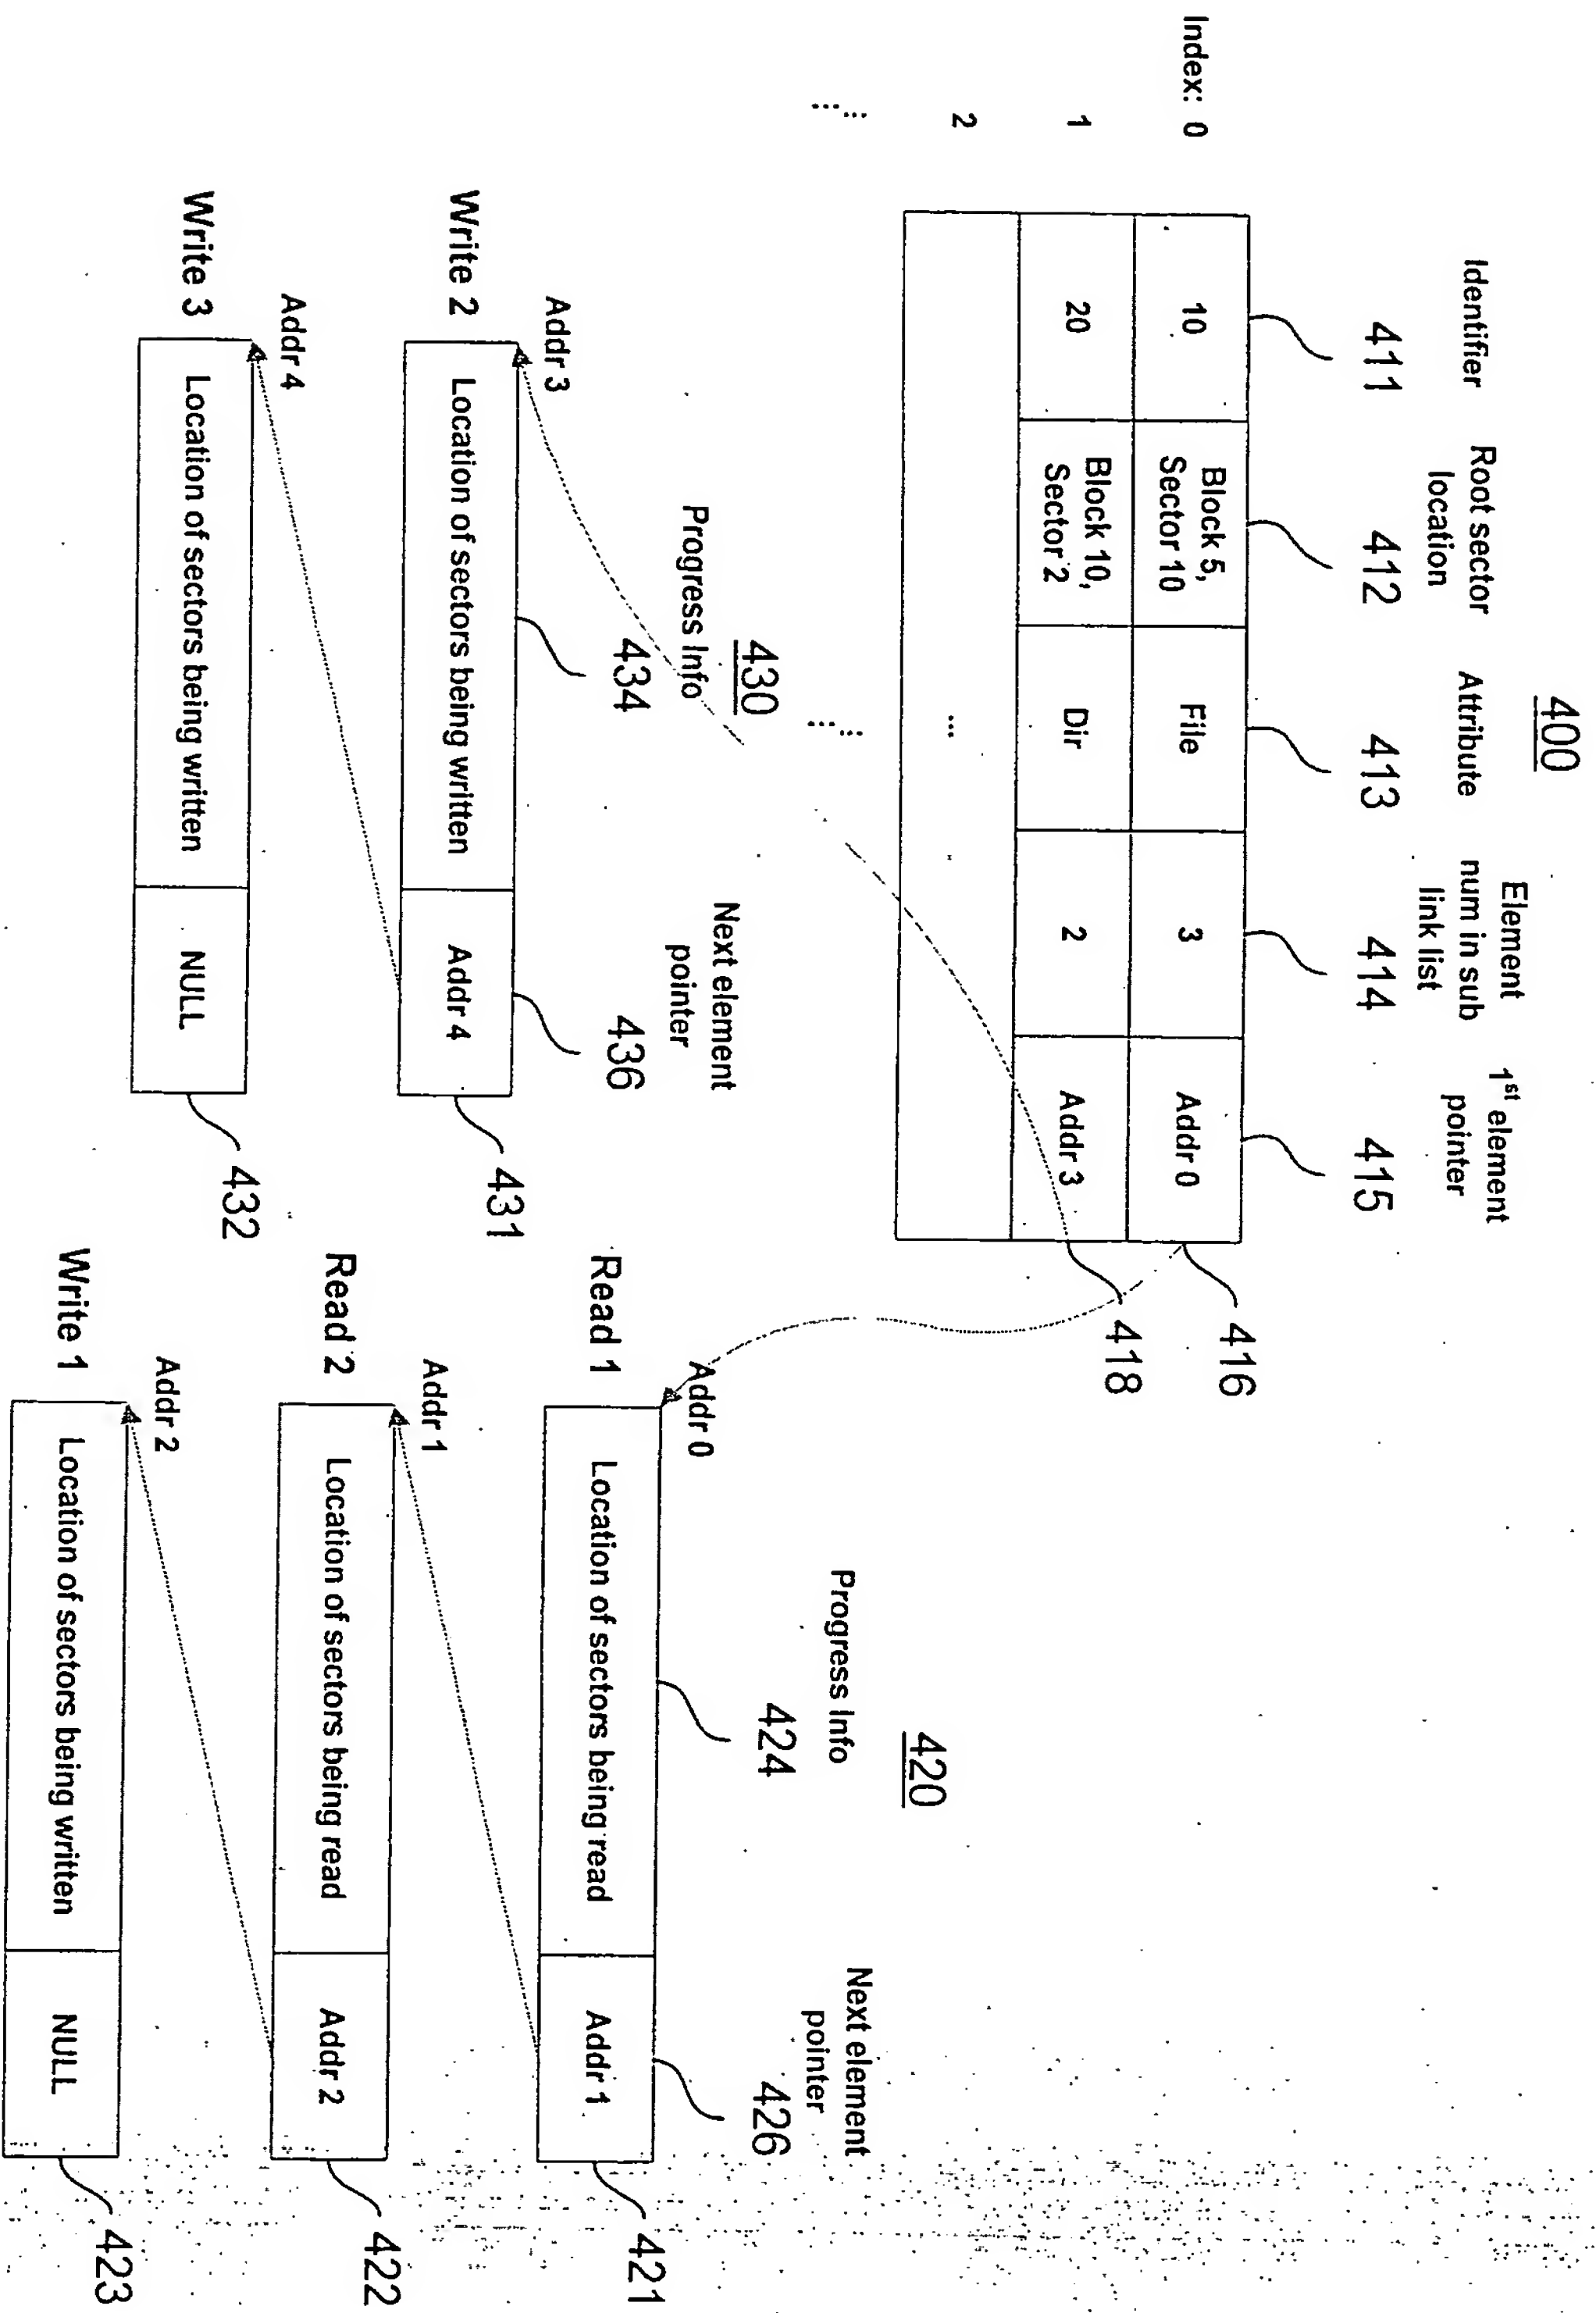 400
Identifier
Root sector
location
Attribute
Element
num in sub
link list
1st element
pointer
411
412
413
414
415
Index: 0
10
Block 5,
Sector 10
File
3
Addr 0
416
1
20
Block 10,
Sector 2
Dir
2
Addr 3
418
2
...
...
...
430
Progress Info
Next element
pointer
434
436
Addr 3
Write 2
Location of sectors being written
Addr 4
431
Addr 4
Write 3
Location of sectors being written
NULL
432
420
Progress Info
Next element
pointer
424
426
Addr 0
Read 1
Location of sectors being read
Addr 1
421
Addr 1
Read 2
Location of sectors being read
Addr 2
422
Addr 2
Write 1
Location of sectors being written
NULL
423